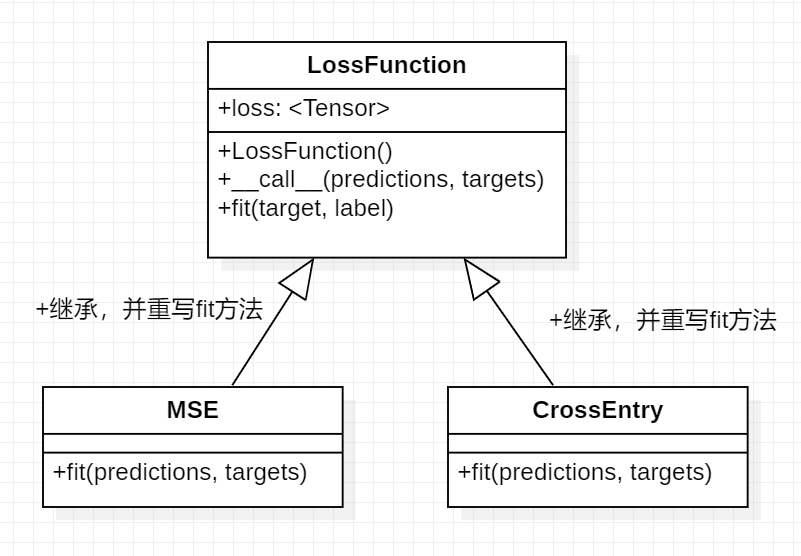 LossFunction
+loss: <Tensor>
+LossFunction()
+__call__(predictions, targets)
+fit(target, label)
+继承，并重写fit方法
+继承，并重写fit方法
MSE
+fit(predictions, targets)
CrossEntry
+fit(predictions, targets)